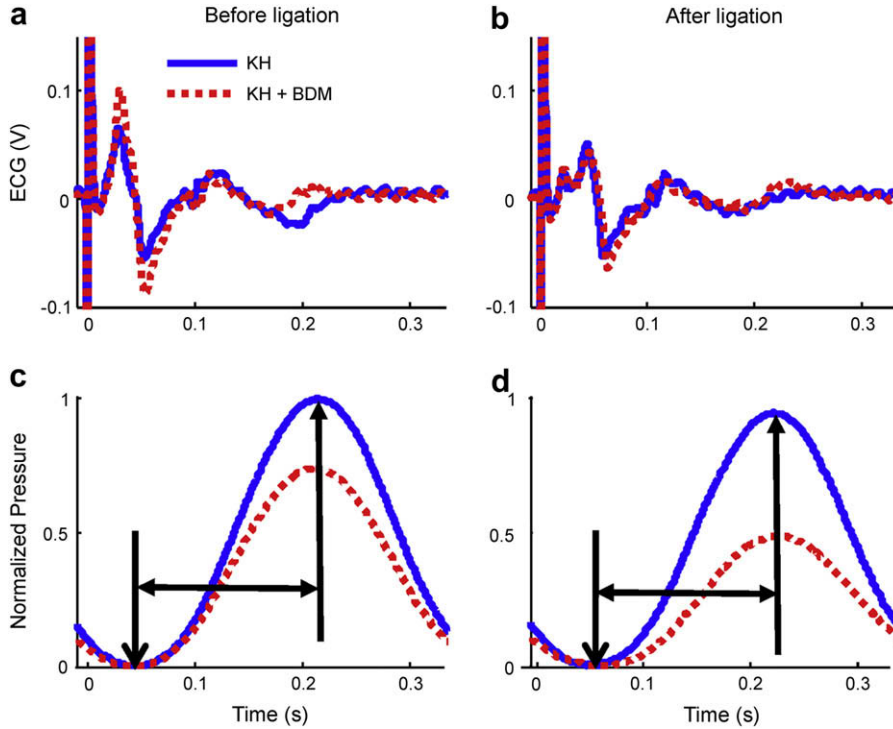 a
Before ligation
b
After ligation
KH
KH + BDM
ECG (V)
0.1
0
-0.1
0
0.1
0.2
0.3
0.1
0
-0.1
0
0.1
0.2
0.3
c
d
Normalized Pressure
1
0.5
0
0
0.1
0.2
0.3
Time (s)
1
0.5
0
0
0.1
0.2
0.3
Time (s)